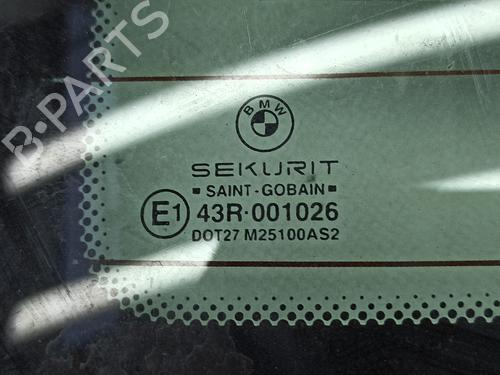 B-PARTS
BMW
SEKURIT
SAINT-GOBAIN
E1 43R-001026
DOT27 M25100AS2